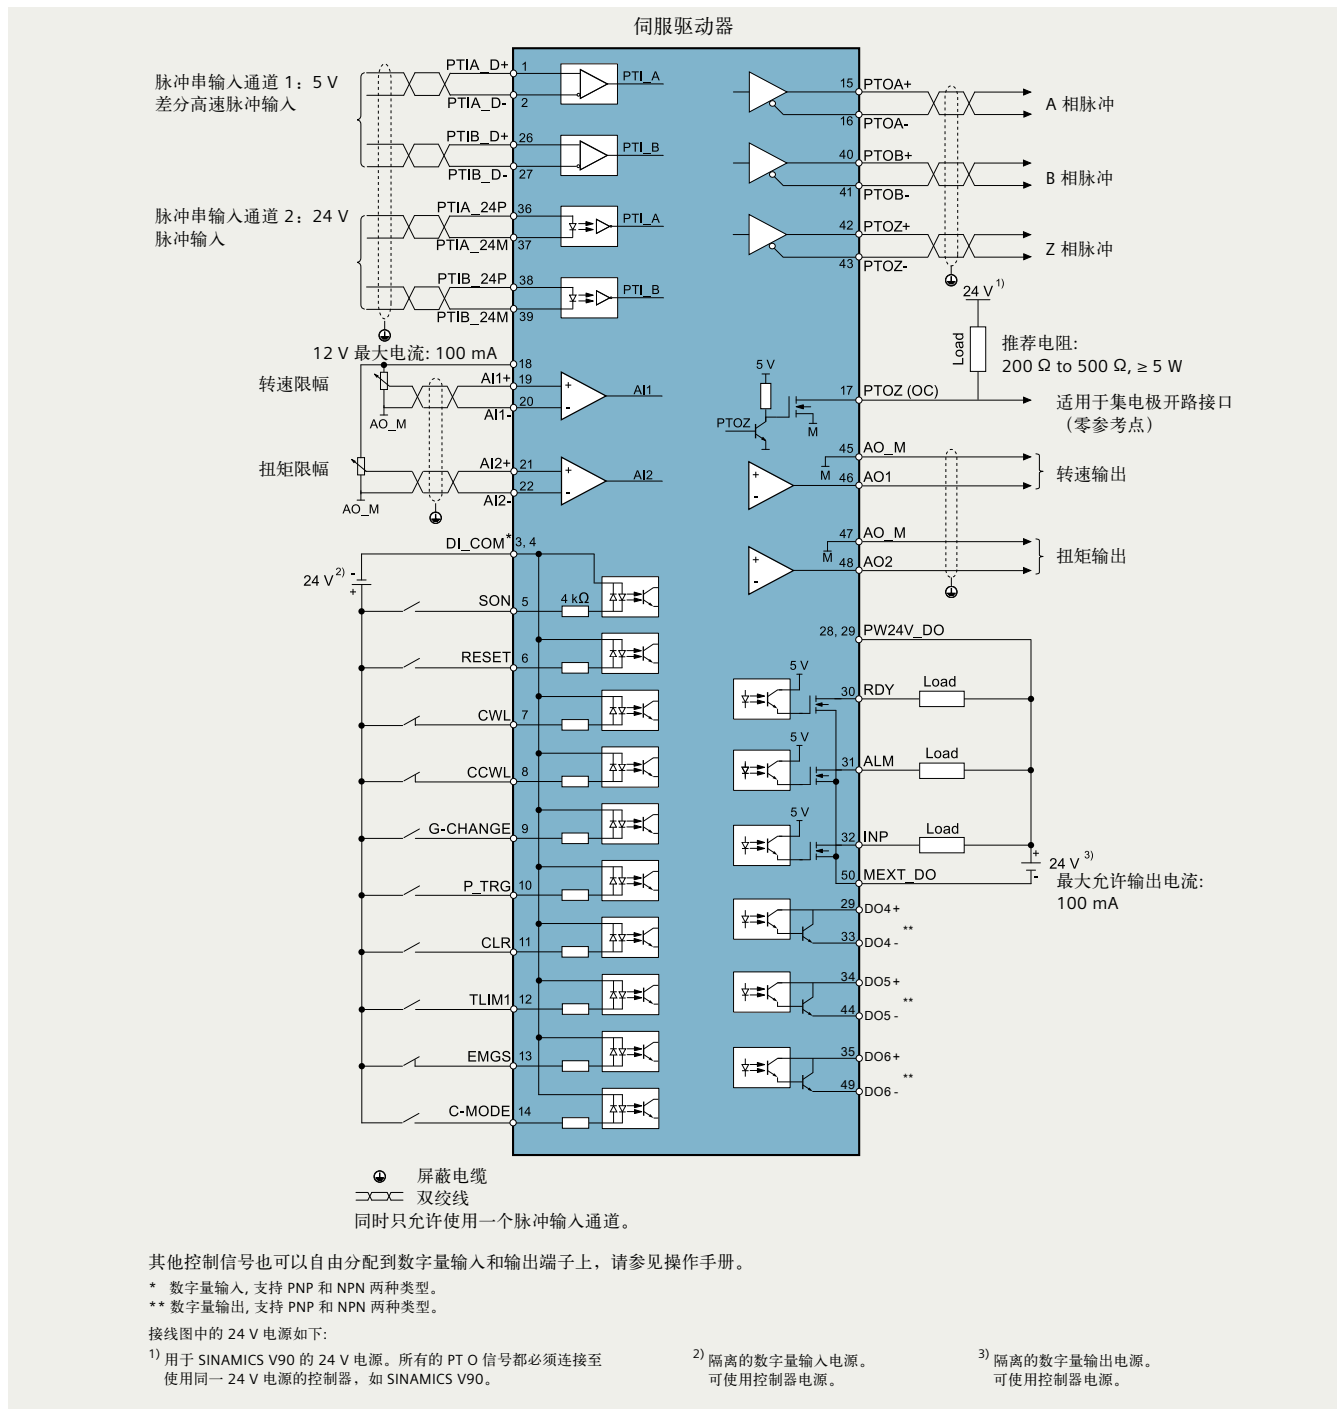 伺服驱动器
脉冲串输入通道 1：5 V
差分高速脉冲输入
PTIA_D+ 1
PTI_A
PTIA_D- 2
PTIB_D+ 26
PTI_B
PTIB_D- 27
脉冲串输入通道 2：24 V
脉冲输入
PTIA_24P 36
PTI_A
PTIA_24M 37
PTIB_24P 38
PTI_B
PTIB_24M 39
12 V 最大电流: 100 mA
18
转速限幅
AI1+ 19
AI1
20
AI1-
AO_M
扭矩限幅
AI2+ 21
AI2
22
AI2-
AO_M
DI_COM* 3, 4
24 V 2)
-
+
SON 5
4 kΩ
RESET 6
CWL 7
CCWL 8
G-CHANGE 9
P_TRG 10
CLR 11
TLIM1 12
EMGS 13
C-MODE 14
15 PTOA+
A 相脉冲
16 PTOA-
40 PTOB+
B 相脉冲
41 PTOB-
42 PTOZ+
Z 相脉冲
43 PTOZ-
24 V 1)
Load
推荐电阻:
200 Ω to 500 Ω, ≥ 5 W
5 V
17 PTOZ (OC)
PTOZ
M
适用于集电极开路接口
（零参考点）
45 AO_M
M
46 AO1
转速输出
47 AO_M
M
48 AO2
扭矩输出
+
-
+
-
+
-
+
-
28, 29 PW24V_DO
5 V
30 RDY
Load
5 V
31 ALM
Load
5 V
32 INP
Load
+
24 V 3)
-
50 MEXT_DO
最大允许输出电流:
100 mA
29 DO4+
**
33 DO4 -
34 DO5+
**
44 DO5 -
35 DO6+
**
49 DO6 -
屏蔽电缆
双绞线
同时只允许使用一个脉冲输入通道。
其他控制信号也可以自由分配到数字量输入和输出端子上，请参见操作手册。
* 数字量输入, 支持 PNP 和 NPN 两种类型。
** 数字量输出, 支持 PNP 和 NPN 两种类型。
接线图中的 24 V 电源如下:
1) 用于 SINAMICS V90 的 24 V 电源。所有的 PT O 信号都必须连接至
使用同一 24 V 电源的控制器，如 SINAMICS V90。
2) 隔离的数字量输入电源。
可使用控制器电源。
3) 隔离的数字量输出电源。
可使用控制器电源。